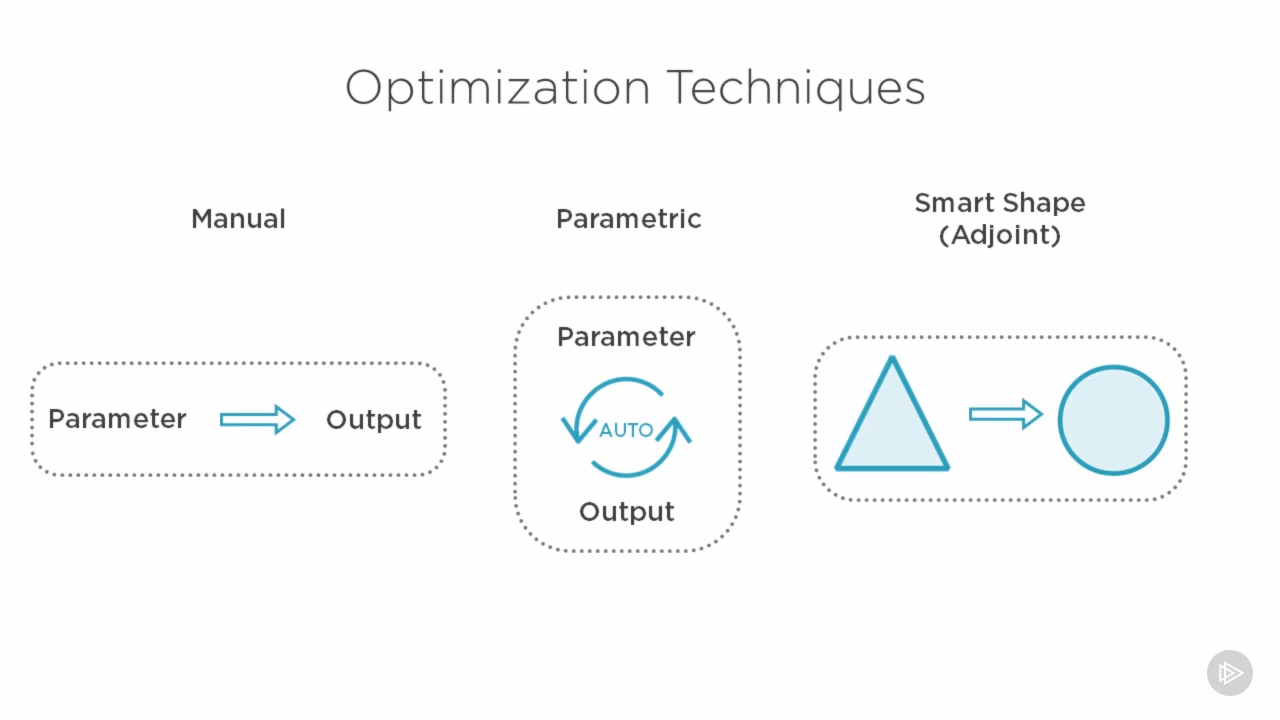 Optimization Techniques
Manual
Parameter
Output
Parametric
Parameter
AUTO
Output
Smart Shape
(Adjoint)